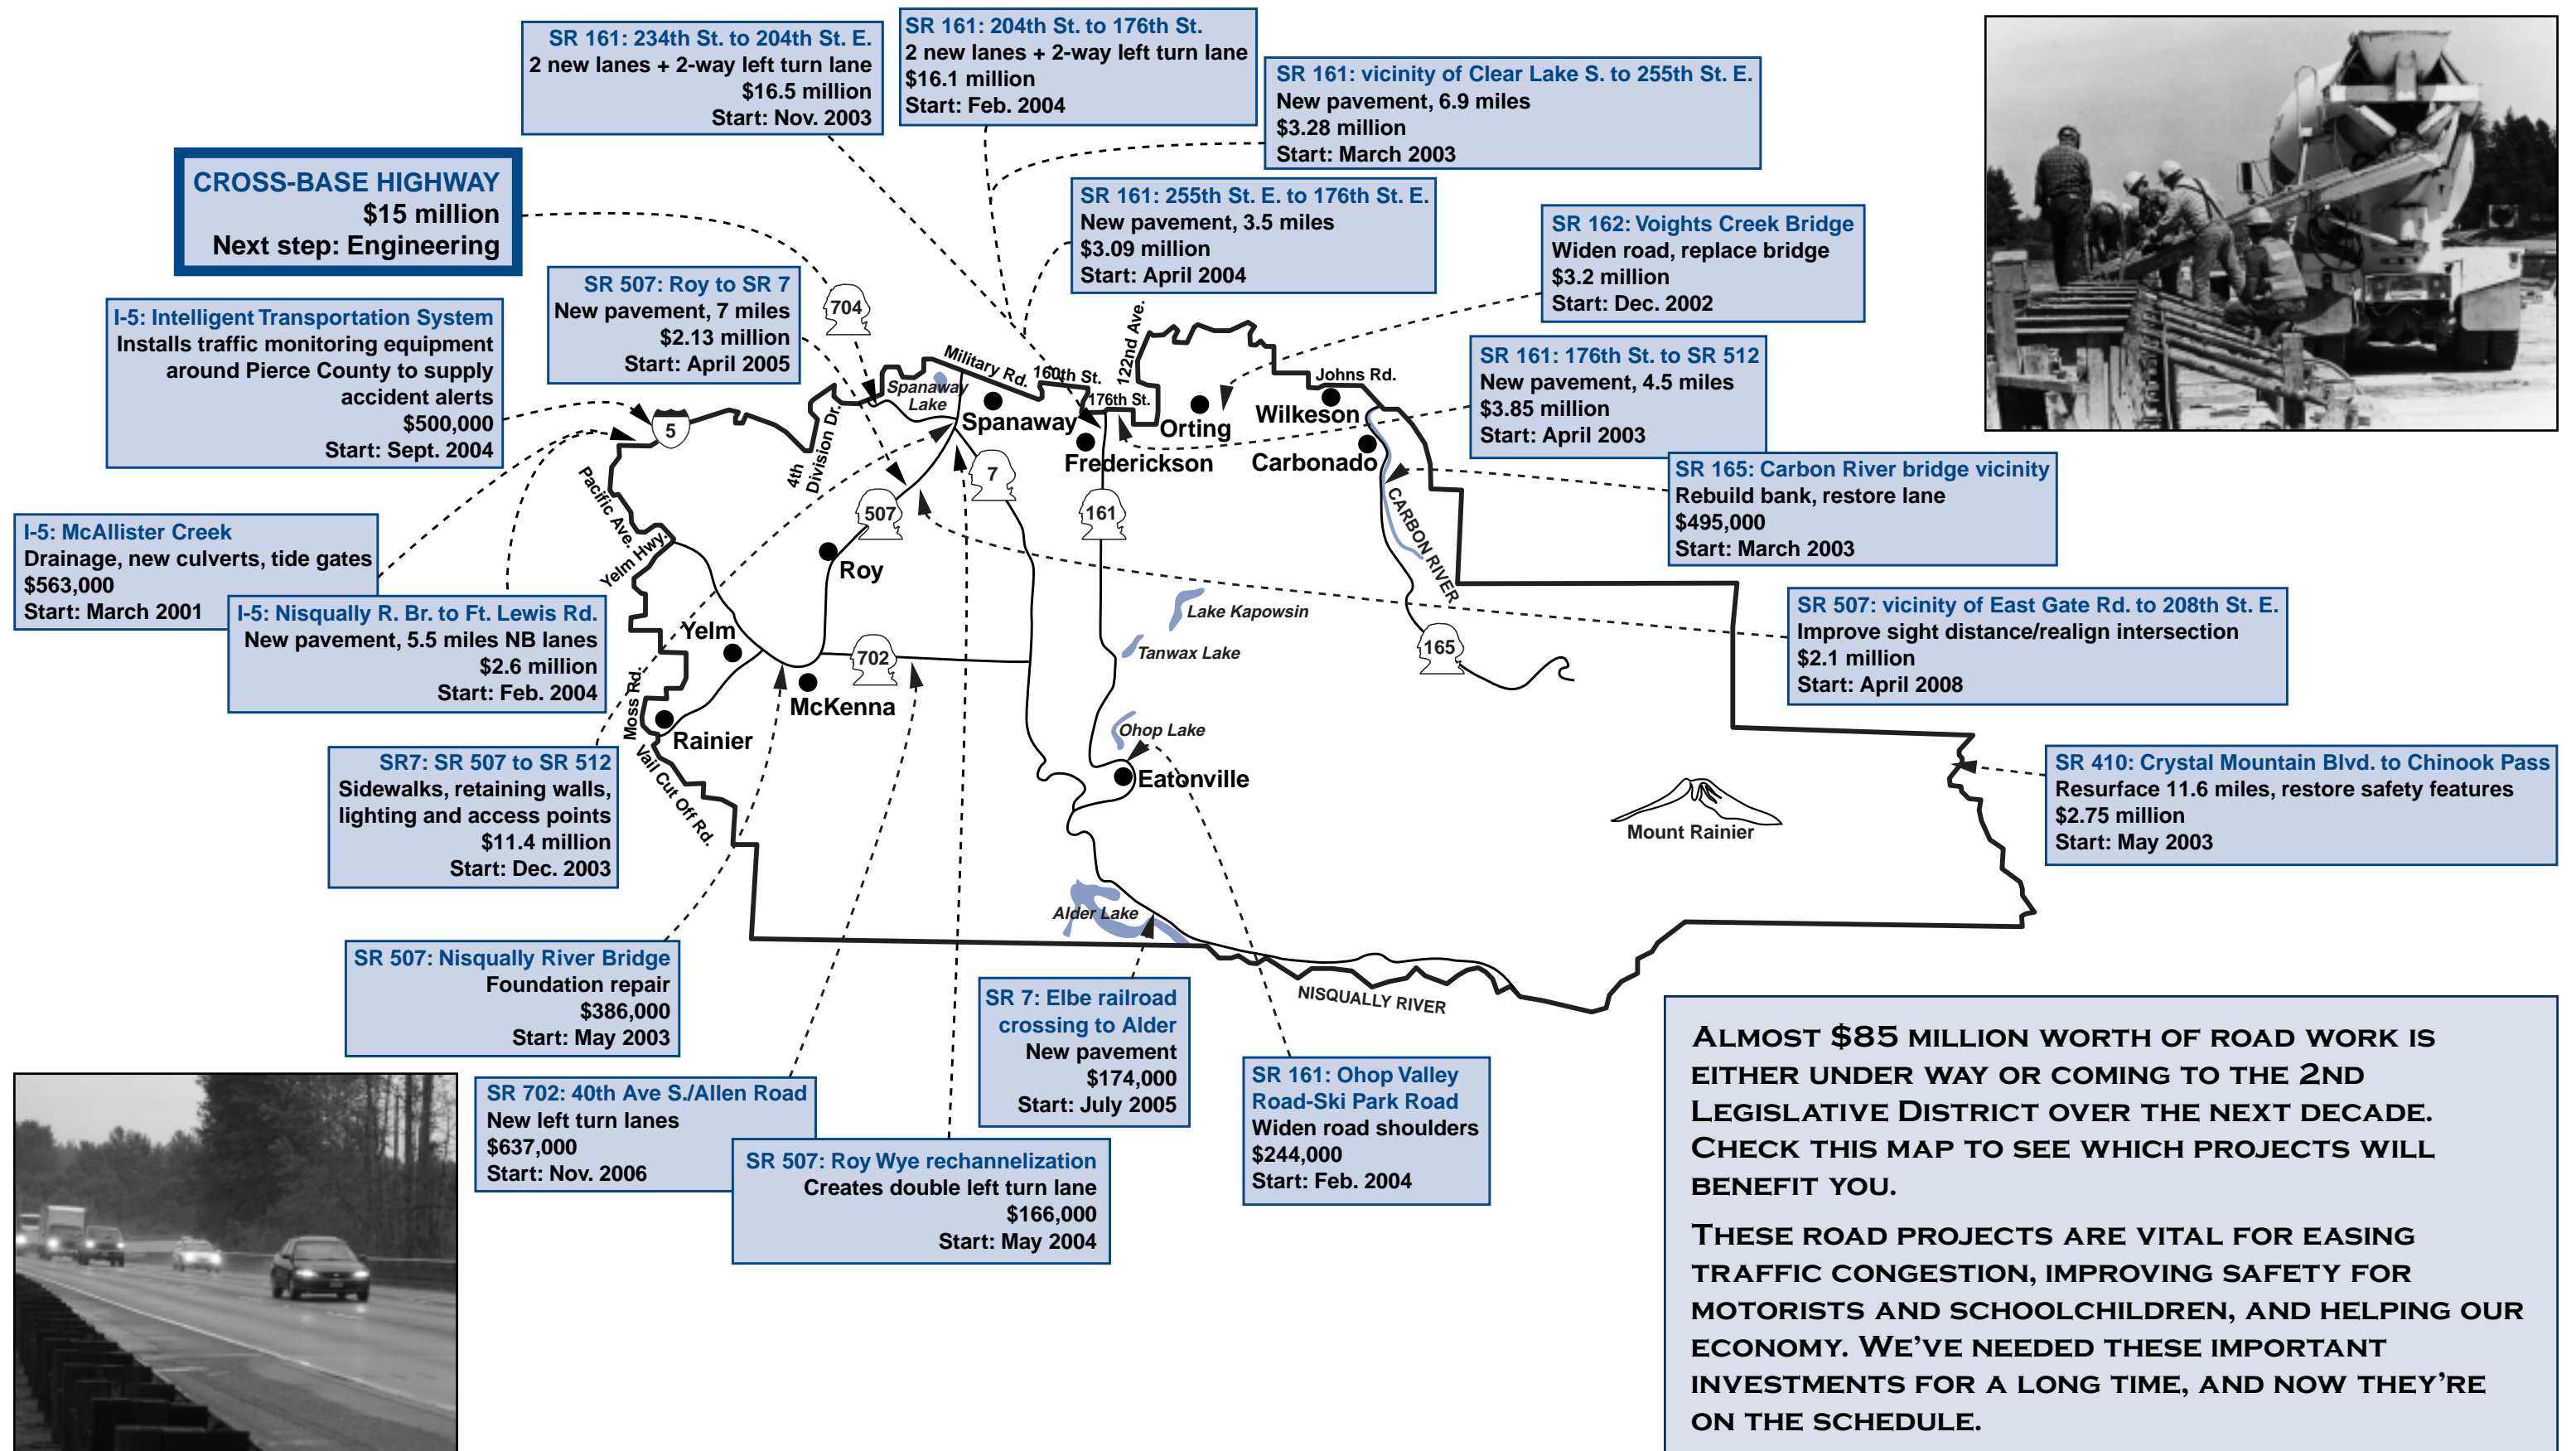 SR 161: 234th St. to 204th St. E.
2 new lanes + 2-way left turn lane
$16.5 million
Start: Nov. 2003
SR 161: 204th St. to 176th St.
2 new lanes + 2-way left turn lane
$16.1 million
Start: Feb. 2004
SR 161: vicinity of Clear Lake S. to 255th St. E.
New pavement, 6.9 miles
$3.28 million
Start: March 2003
CROSS-BASE HIGHWAY
$15 million
Next step: Engineering
SR 161: 255th St. E. to 176th St. E.
New pavement, 3.5 miles
$3.09 million
Start: April 2004
SR 162: Voights Creek Bridge
Widen road, replace bridge
$3.2 million
Start: Dec. 2002
SR 507: Roy to SR 7
New pavement, 7 miles
$2.13 million
Start: April 2005
I-5: Intelligent Transportation System
Installs traffic monitoring equipment
around Pierce County to supply
accident alerts
$500,000
Start: Sept. 2004
SR 161: 176th St. to SR 512
New pavement, 4.5 miles
$3.85 million
Start: April 2003
SR 165: Carbon River bridge vicinity
Rebuild bank, restore lane
$495,000
Start: March 2003
I-5: McAllister Creek
Drainage, new culverts, tide gates
$563,000
Start: March 2001
I-5: Nisqually R. Br. to Ft. Lewis Rd.
New pavement, 5.5 miles NB lanes
$2.6 million
Start: Feb. 2004
SR 507: vicinity of East Gate Rd. to 208th St. E.
Improve sight distance/realign intersection
$2.1 million
Start: April 2008
SR7: SR 507 to SR 512
Sidewalks, retaining walls,
lighting and access points
$11.4 million
Start: Dec. 2003
SR 410: Crystal Mountain Blvd. to Chinook Pass
Resurface 11.6 miles, restore safety features
$2.75 million
Start: May 2003
SR 507: Nisqually River Bridge
Foundation repair
$386,000
Start: May 2003
SR 7: Elbe railroad
crossing to Alder
New pavement
$174,000
Start: July 2005
SR 161: Ohop Valley
Road-Ski Park Road
Widen road shoulders
$244,000
Start: Feb. 2004
SR 702: 40th Ave S./Allen Road
New left turn lanes
$637,000
Start: Nov. 2006
SR 507: Roy Wye rechannelization
Creates double left turn lane
$166,000
Start: May 2004
704
5
7
507
161
702
165
Military Rd.
160th St.
122nd Ave.
176th St.
Johns Rd.
Spanaway
Lake
4th
Division Dr.
Spanaway
Frederickson
Orting
Wilkeson
Carbonado
CARBON RIVER
Pacific Ave.
Yelm Hwy.
Roy
Yelm
McKenna
Moss Rd.
Rainier
Vail Cut Off Rd.
Lake Kapowsin
Tanwax Lake
Ohop Lake
Eatonville
Mount Rainier
Alder Lake
NISQUALLY RIVER
ALMOST $85 MILLION WORTH OF ROAD WORK IS
EITHER UNDER WAY OR COMING TO THE 2ND
LEGISLATIVE DISTRICT OVER THE NEXT DECADE.
CHECK THIS MAP TO SEE WHICH PROJECTS WILL
BENEFIT YOU.
THESE ROAD PROJECTS ARE VITAL FOR EASING
TRAFFIC CONGESTION, IMPROVING SAFETY FOR
MOTORISTS AND SCHOOLCHILDREN, AND HELPING OUR
ECONOMY. WE'VE NEEDED THESE IMPORTANT
INVESTMENTS FOR A LONG TIME, AND NOW THEY'RE
ON THE SCHEDULE.